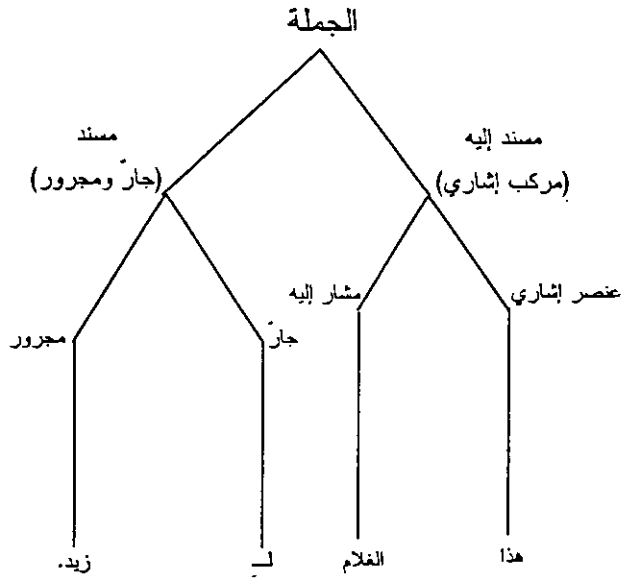 الجملة
مسند إليه
مسند
(مركب إشاري)
(جارّ ومجرور)
عنصر إشاري
مشار إليه
جارّ
مجرور
هذا
الغلام
لـِ
زيد.